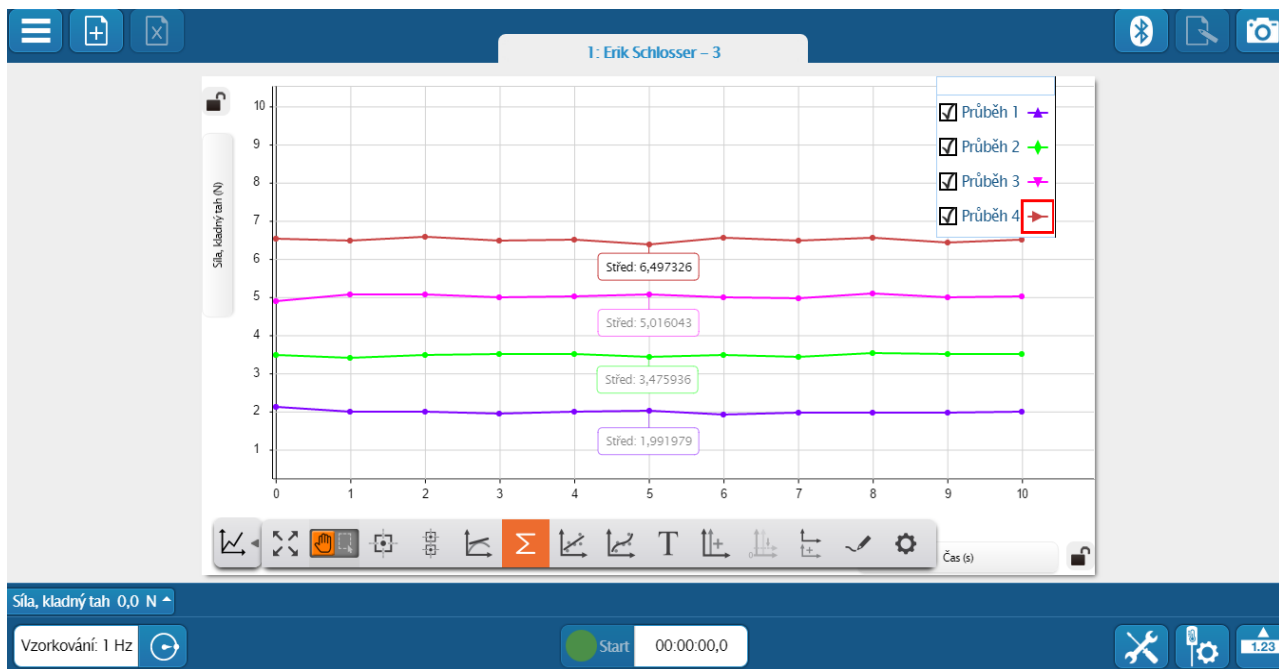 1: Erik Schlosser – 3
Síla, kladný tah (N)
10
9
8
7
6
5
4
3
2
1
0
1
2
3
4
5
6
7
8
9
10
Průběh 1
Průběh 2
Průběh 3
Průběh 4
Střed: 6,497326
Střed: 5,016043
Střed: 3,475936
Střed: 1,991979
Σ
T
Čas (s)
Síla, kladný tah 0,0 N
Vzorkování: 1 Hz
Start
00:00:00,0
1.23